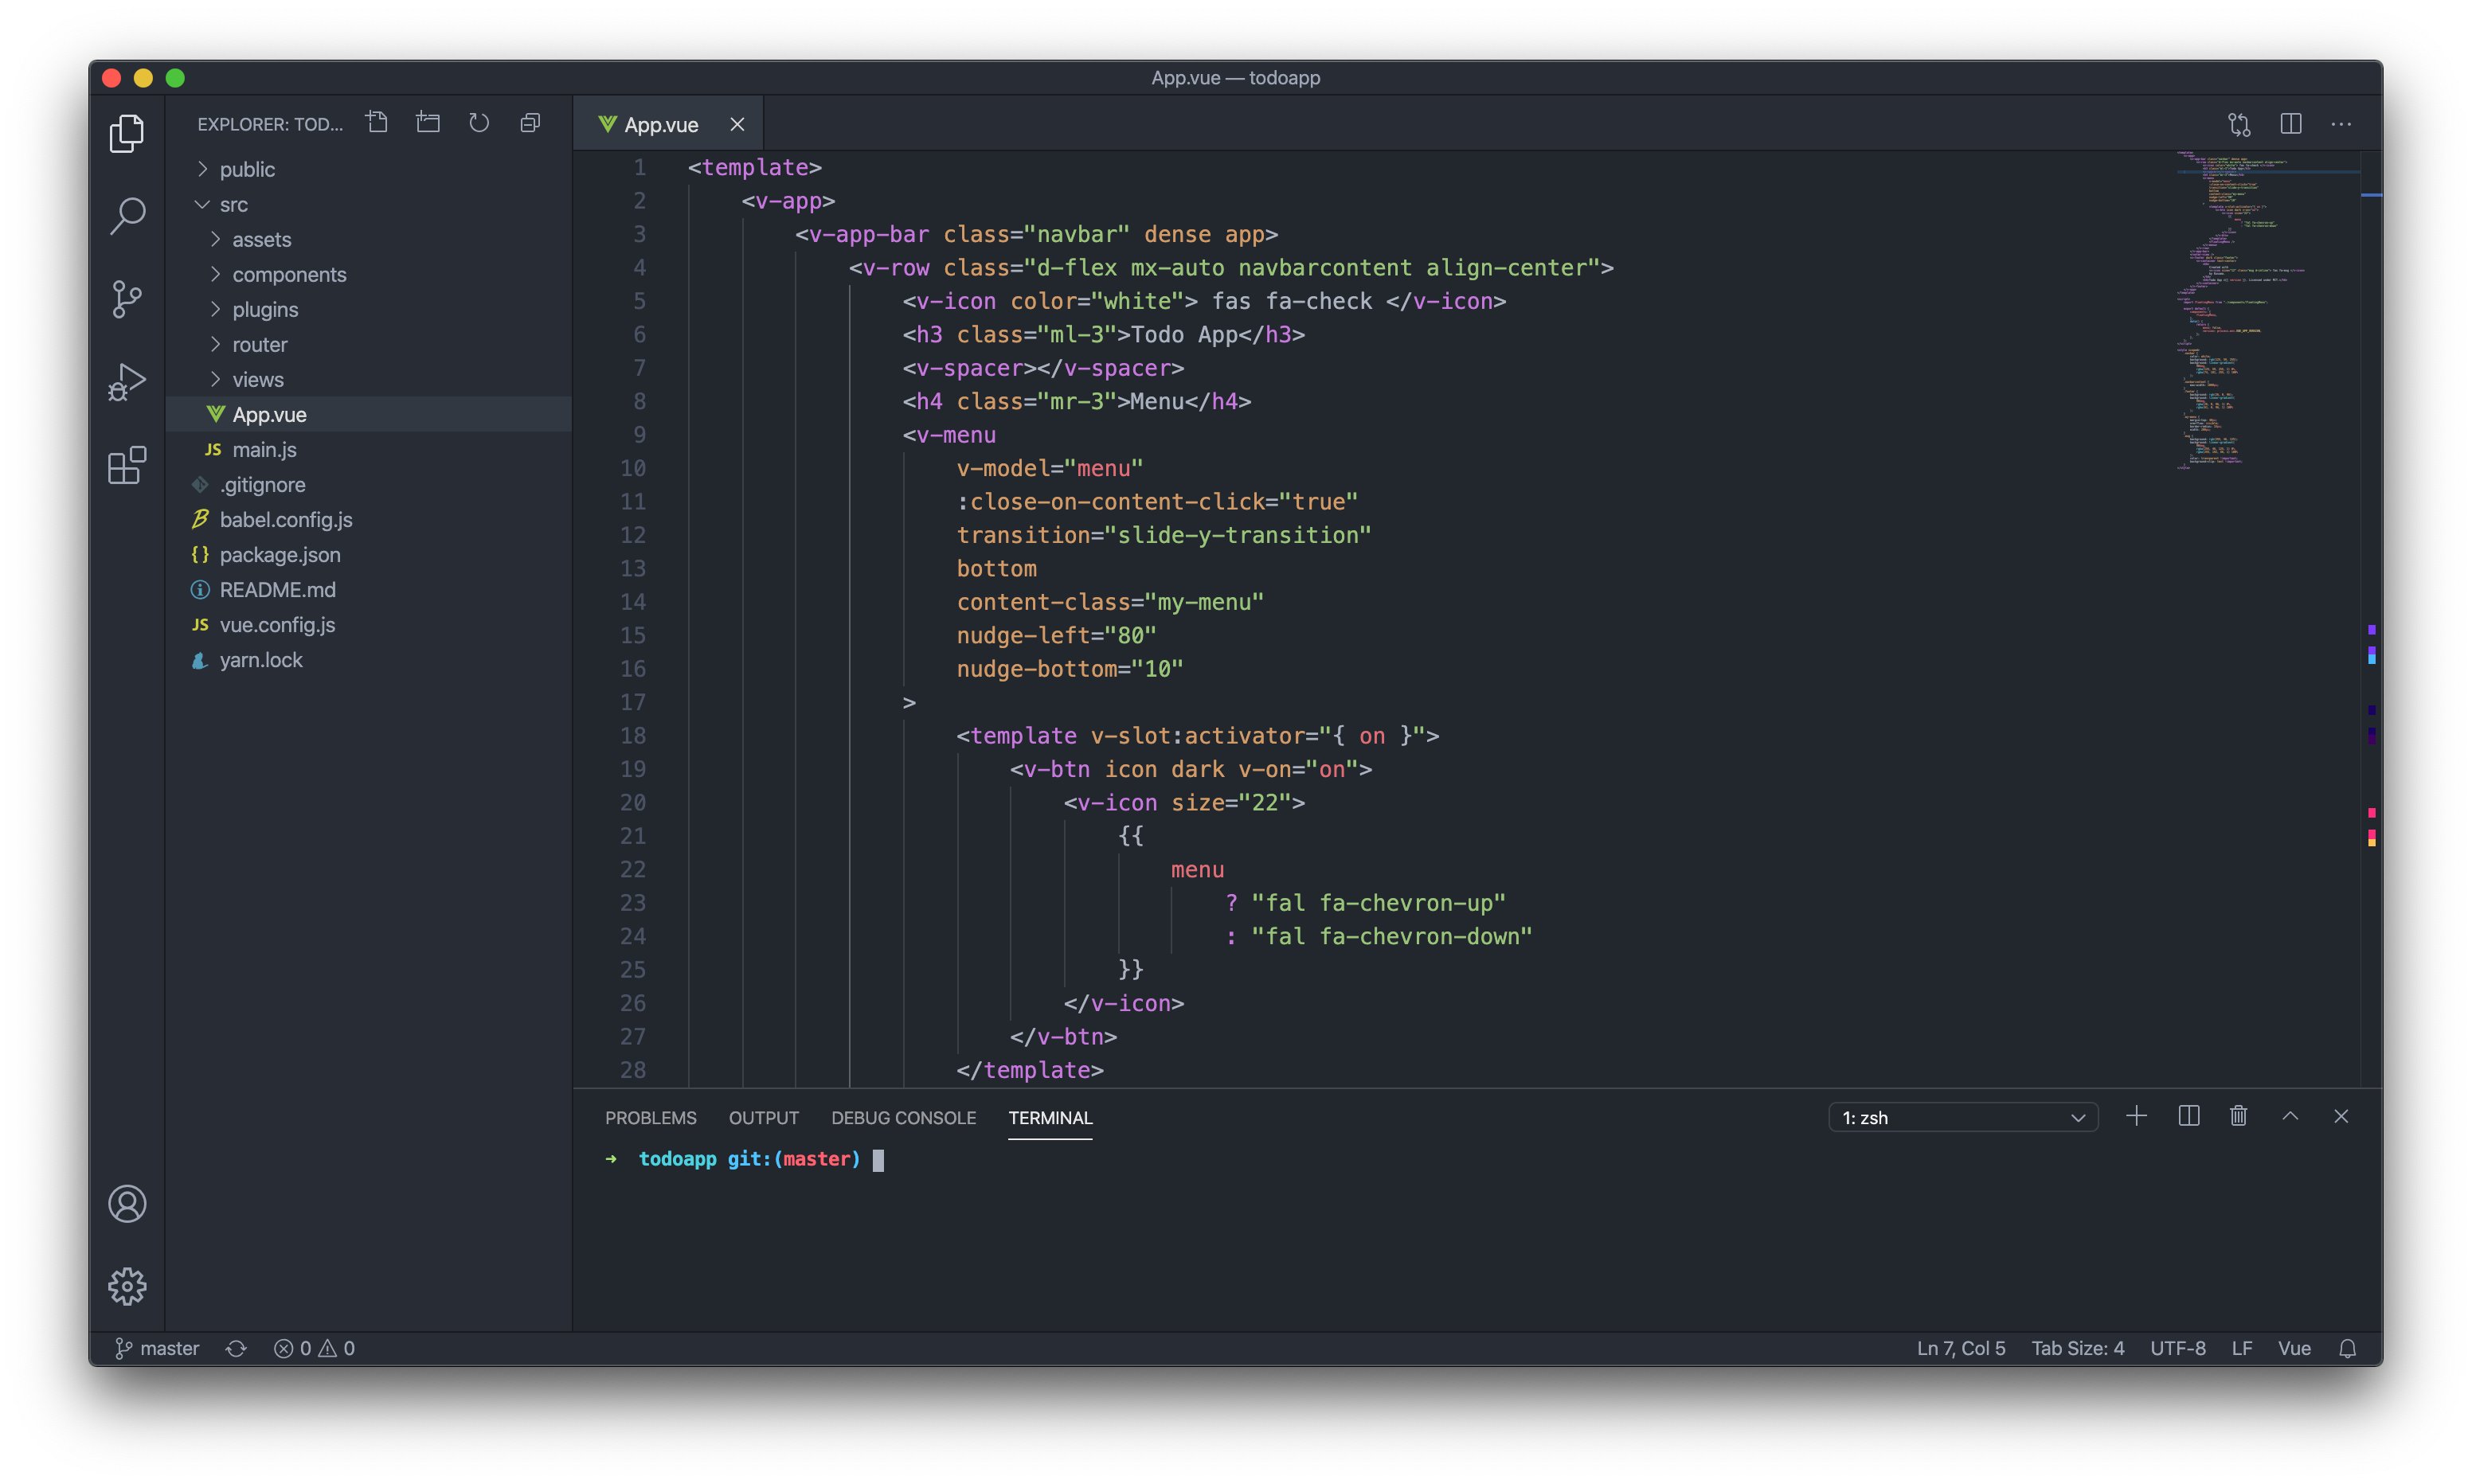 App.vue — todoapp
EXPLORER: TOD...
public
src
assets
components
plugins
router
views
App.vue
JS main.js
.gitignore
babel.config.js
{} package.json
README.md
JS vue.config.js
yarn.lock
App.vue
1 <template>
2 <v-app>
3 <v-app-bar class="navbar" dense app>
4 <v-row class="d-flex mx-auto navbarcontent align-center">
5 <v-icon color="white"> fas fa-check </v-icon>
6 <h3 class="ml-3">Todo App</h3>
7 <v-spacer></v-spacer>
8 <h4 class="mr-3">Menu</h4>
9 <v-menu
10 v-model="menu"
11 :close-on-content-click="true"
12 transition="slide-y-transition"
13 bottom
14 content-class="my-menu"
15 nudge-left="80"
16 nudge-bottom="10"
17 >
18 <template v-slot:activator="{ on }">
19 <v-btn icon dark v-on="on">
20 <v-icon size="22">
21 {{
22 menu
23 ? "fal fa-chevron-up"
24 : "fal fa-chevron-down"
25 }}
26 </v-icon>
27 </v-btn>
28 </template>
PROBLEMS OUTPUT DEBUG CONSOLE TERMINAL 1: zsh
➜ todoapp git:(master)
master 0 0 Ln 7, Col 5 Tab Size: 4 UTF-8 LF Vue